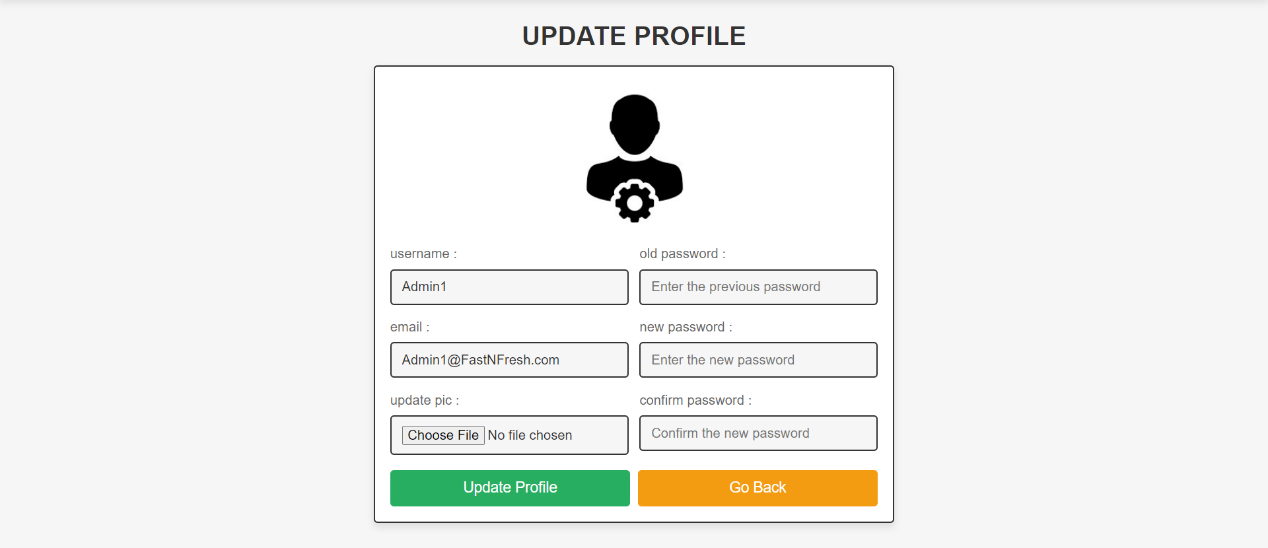 UPDATE PROFILE
username :
Admin1
email :
Admin1@FastNFresh.com
update pic :
Choose File No file chosen
old password :
Enter the previous password
new password :
Enter the new password
confirm password :
Confirm the new password
Update Profile
Go Back